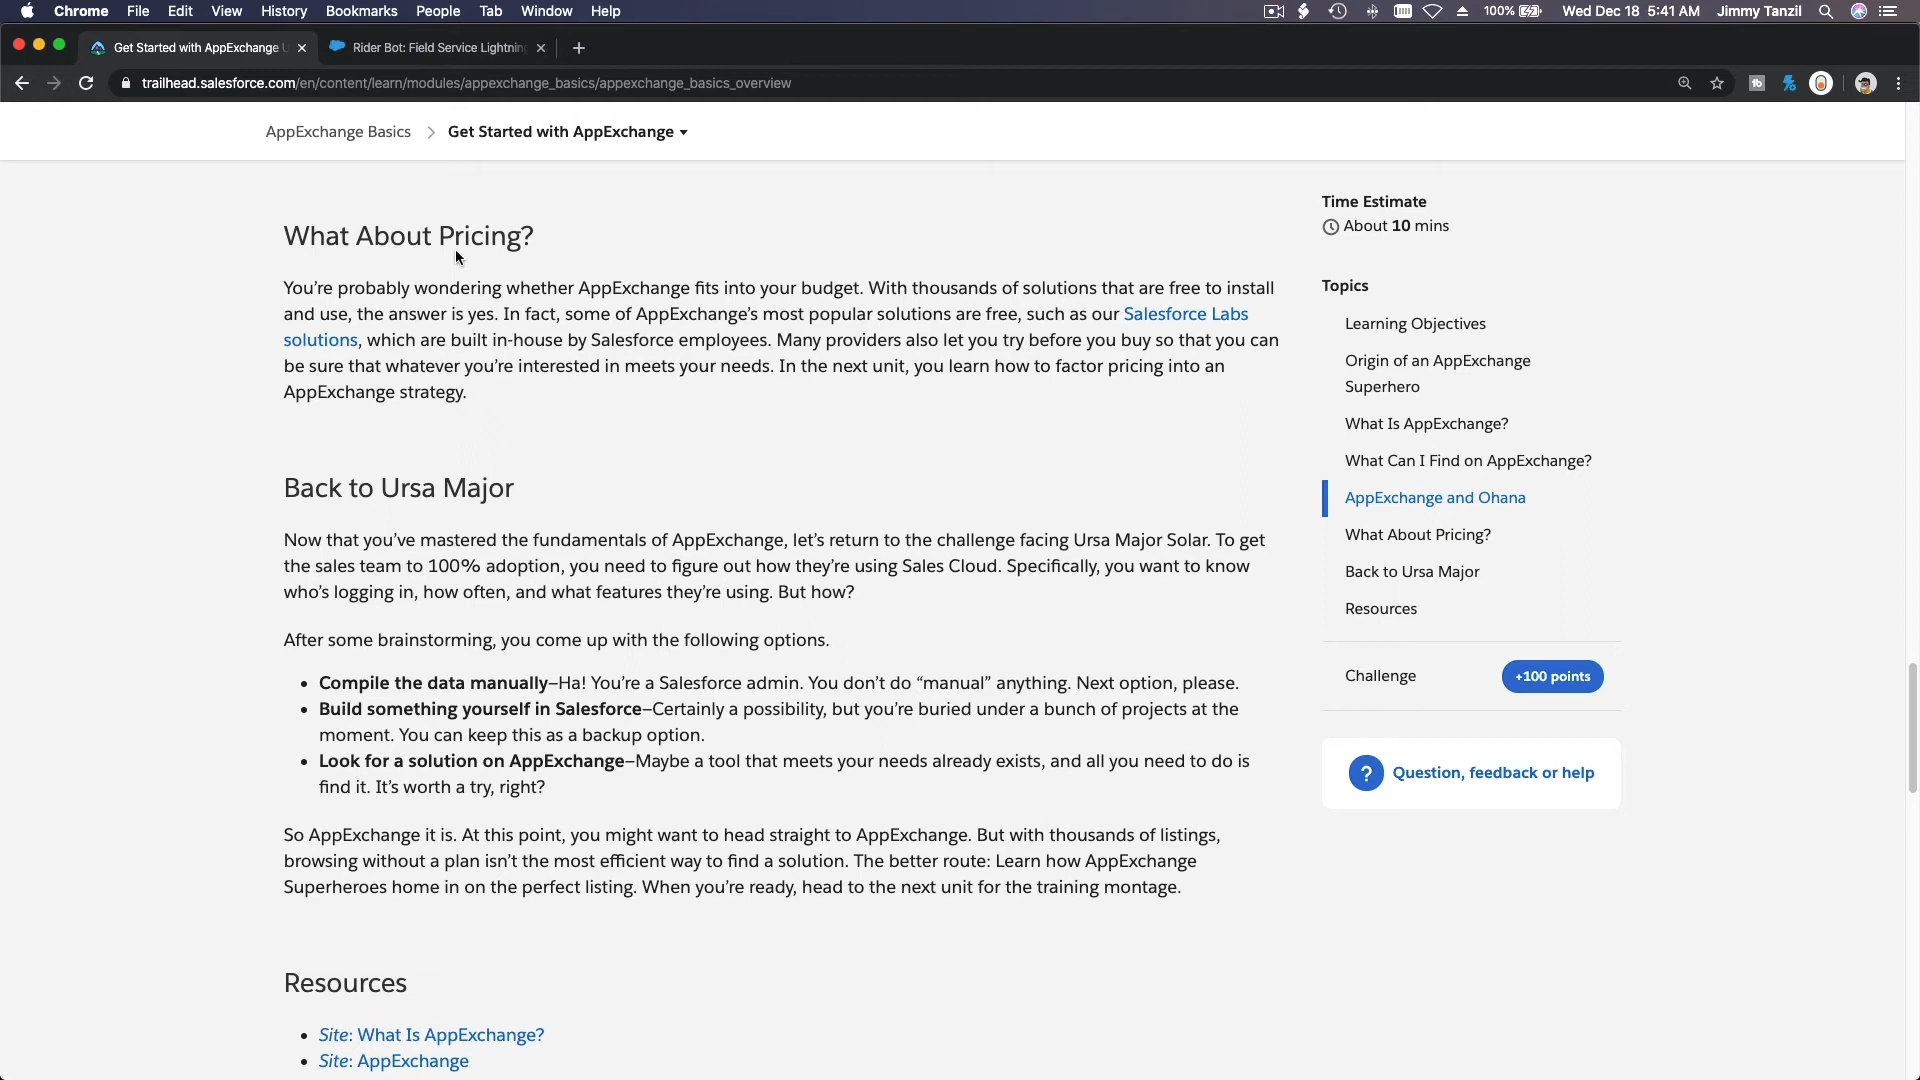 Chrome File Edit View History Bookmarks People Tab Window Help 100% Wed Dec 18 5:41 AM Jimmy Tanzil
Get Started with AppExchange Rider Bot: Field Service Lightning
trailhead.salesforce.com/en/content/learn/modules/appexchange_basics/appexchange_basics_overview
AppExchange Basics Get Started with AppExchange
What About Pricing?
You’re probably wondering whether AppExchange fits into your budget. With thousands of solutions that are free to install
and use, the answer is yes. In fact, some of AppExchange’s most popular solutions are free, such as our Salesforce Labs
solutions, which are built in-house by Salesforce employees. Many providers also let you try before you buy so that you can
be sure that whatever you’re interested in meets your needs. In the next unit, you learn how to factor pricing into an
AppExchange strategy.
Back to Ursa Major
Now that you’ve mastered the fundamentals of AppExchange, let’s return to the challenge facing Ursa Major Solar. To get
the sales team to 100% adoption, you need to figure out how they’re using Sales Cloud. Specifically, you want to know
who’s logging in, how often, and what features they’re using. But how?
After some brainstorming, you come up with the following options.
• Compile the data manually–Ha! You’re a Salesforce admin. You don’t do “manual” anything. Next option, please.
• Build something yourself in Salesforce–Certainly a possibility, but you’re buried under a bunch of projects at the
moment. You can keep this as a backup option.
• Look for a solution on AppExchange–Maybe a tool that meets your needs already exists, and all you need to do is
find it. It’s worth a try, right?
So AppExchange it is. At this point, you might want to head straight to AppExchange. But with thousands of listings,
browsing without a plan isn’t the most efficient way to find a solution. The better route: Learn how AppExchange
Superheroes home in on the perfect listing. When you’re ready, head to the next unit for the training montage.
Resources
• Site: What Is AppExchange?
• Site: AppExchange
Time Estimate
About 10 mins
Topics
Learning Objectives
Origin of an AppExchange
Superhero
What Is AppExchange?
What Can I Find on AppExchange?
AppExchange and Ohana
What About Pricing?
Back to Ursa Major
Resources
Challenge +100 points
? Question, feedback or help